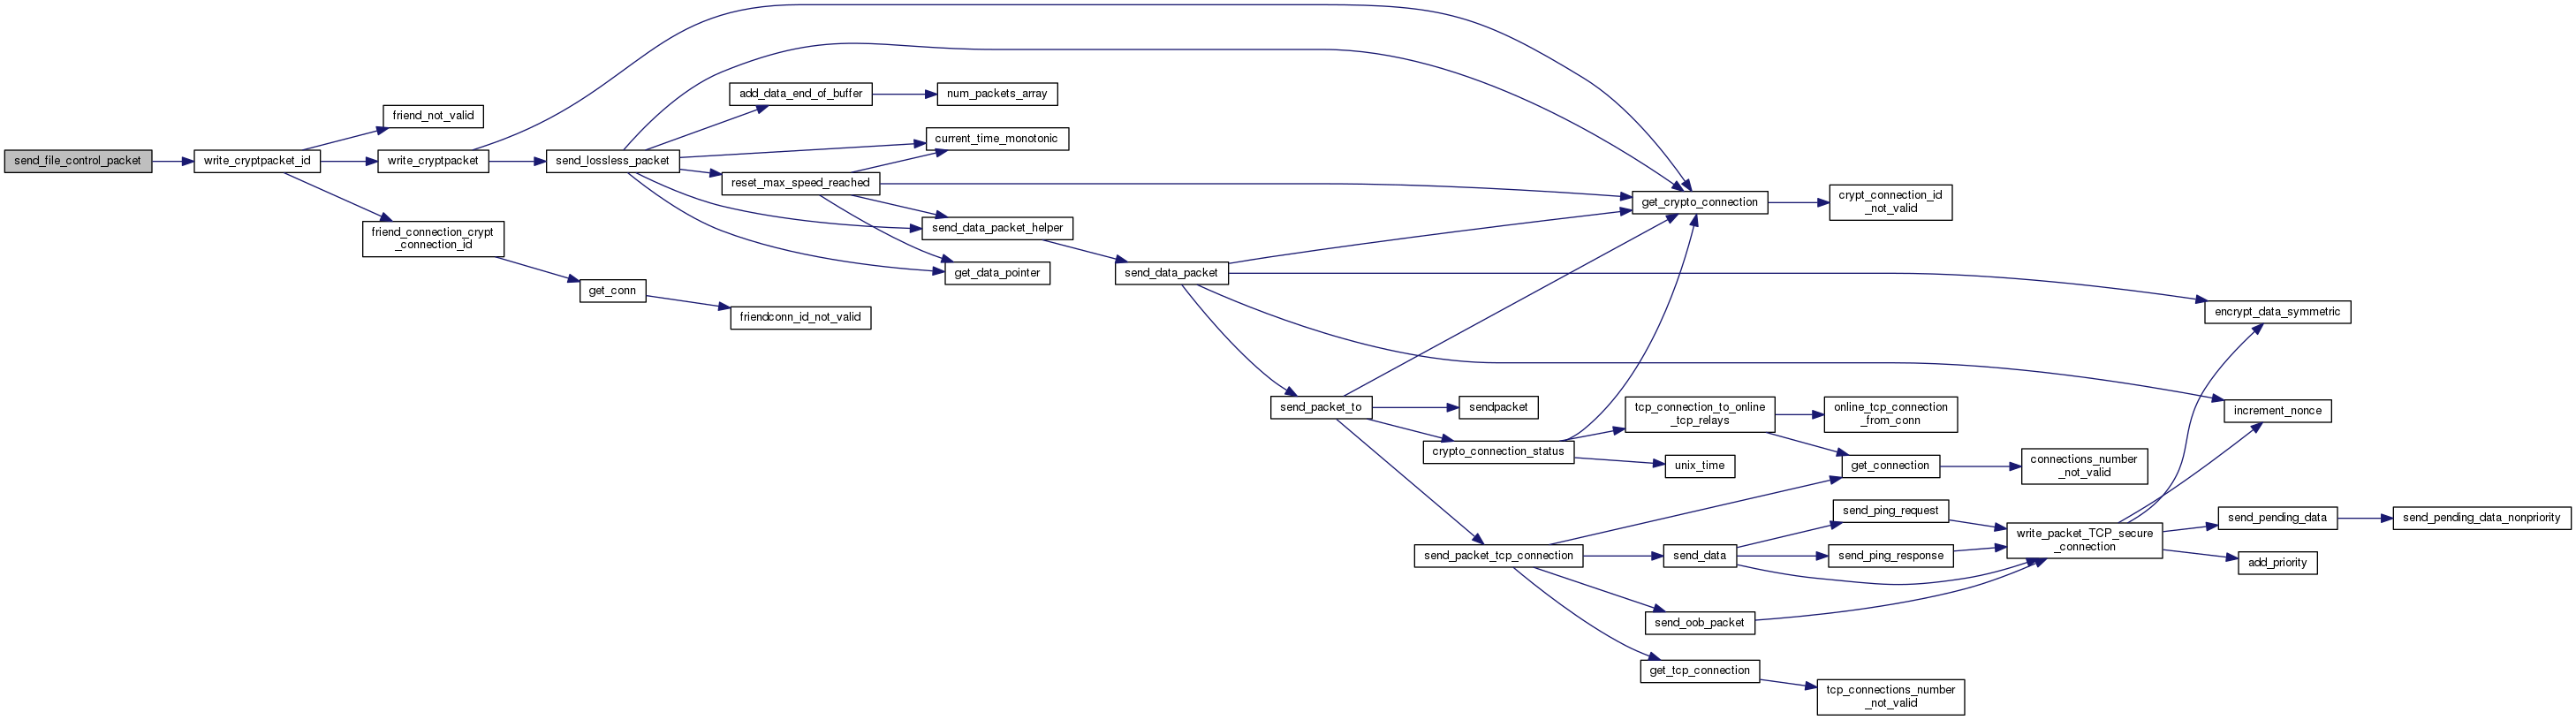 send_file_control_packet
write_cryptpacket_id
friend_not_valid
write_cryptpacket
friend_connection_crypt
_connection_id
send_lossless_packet
get_conn
add_data_end_of_buffer
reset_max_speed_reached
friendconn_id_not_valid
num_packets_array
current_time_monotonic
send_data_packet_helper
get_data_pointer
send_data_packet
send_packet_to
sendpacket
crypto_connection_status
send_packet_tcp_connection
get_crypto_connection
tcp_connection_to_online
_tcp_relays
unix_time
send_data
send_oob_packet
get_tcp_connection
crypt_connection_id
_not_valid
online_tcp_connection
_from_conn
get_connection
send_ping_request
send_ping_response
tcp_connections_number
_not_valid
connections_number
_not_valid
write_packet_TCP_secure
_connection
encrypt_data_symmetric
increment_nonce
send_pending_data
add_priority
send_pending_data_nonpriority